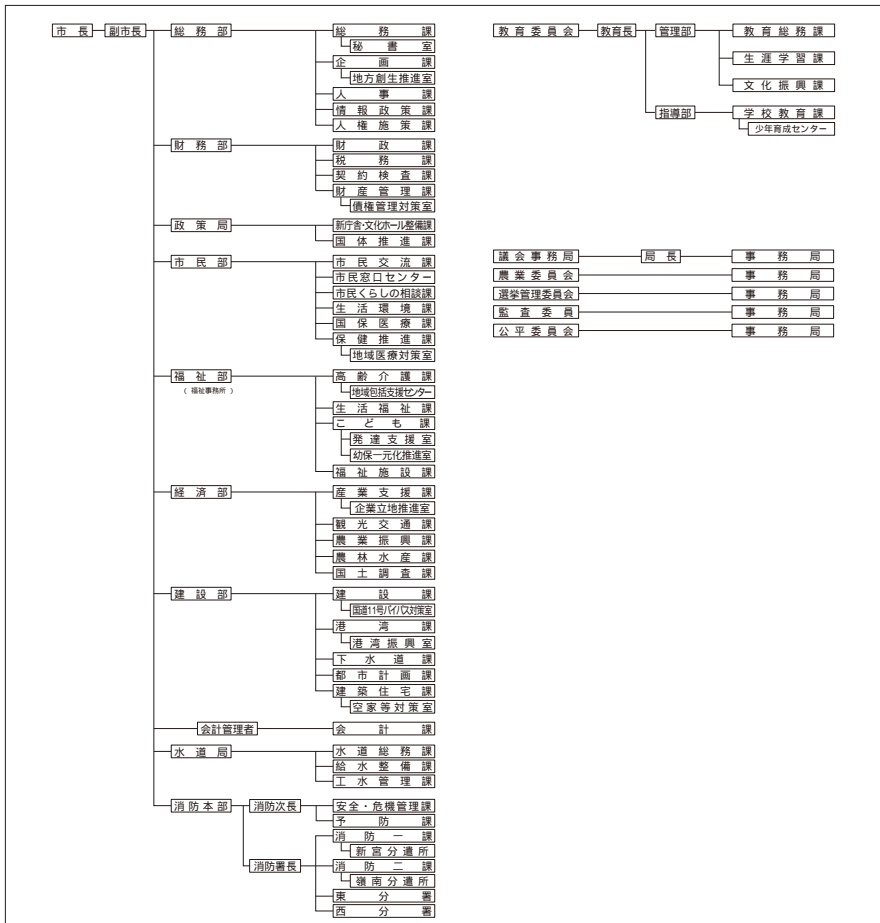 市長 副市長 総務部 総務課
秘書室
企画課
地方創生推進室
人事課
情報政策課
人権施策課
財務部 財政課
税務課
契約検査課
財産管理課
債権管理対策室
政策局 新庁舎・文化ホール整備課
国体推進課
市民部 市民交流課
市民窓口センター
市民くらしの相談課
生活環境課
国保医療課
保健推進課
地域医療対策室
福祉部 高齢介護課
(福祉事務所)
地域包括支援センター
生活福祉課
こども課
発達支援室
幼保一元化推進室
福祉施設課
経済部 産業支援課
企業立地推進室
観光交通課
農業振興課
農林水産課
国土調査課
建設部 建設課
国道11号バイパス対策室
港湾課
港湾振興室
下水道課
都市計画課
建築住宅課
空家等対策室
会計管理者 会計課
水道局 水道総務課
給水整備課
工水管理課
消防本部 消防次長 安全・危機管理課
予防課
消防一課
新宮分遣所
消防署長 消防二課
嶺南分遣所
東分署
西分署
教育委員会 教育長 管理部 教育総務課
生涯学習課
文化振興課
指導部 学校教育課
少年育成センター
議会事務局 局長 事務局
農業委員会 事務局
選挙管理委員会 事務局
監査委員 事務局
公平委員会 事務局